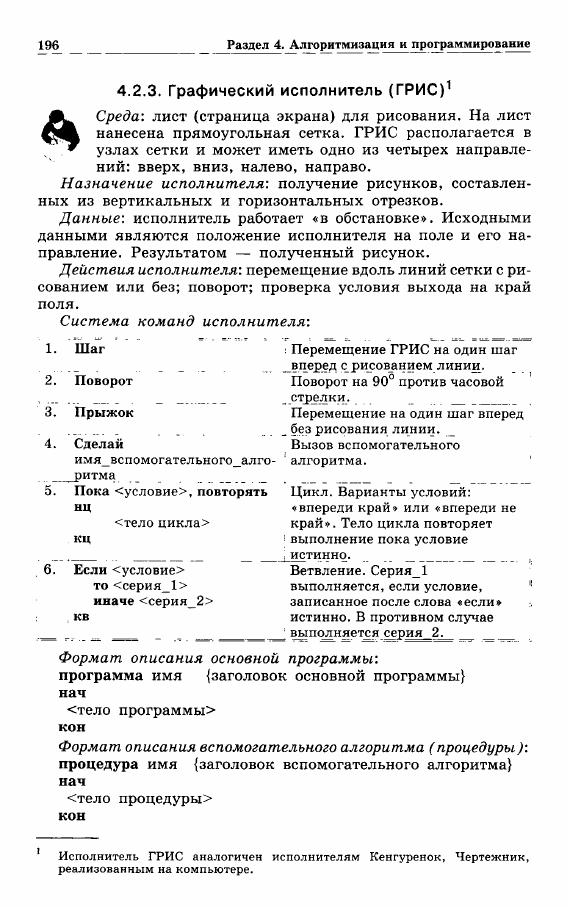 196 Раздел 4. Алгоритмизация и программирование
4.2.3. Графический исполнитель (ГРИС)¹
Среда: лист (страница экрана) для рисования. На лист
нанесена прямоугольная сетка. ГРИС располагается в
узлах сетки и может иметь одно из четырех направле-
ний: вверх, вниз, налево, направо.
Назначение исполнителя: получение рисунков, составлен-
ных из вертикальных и горизонтальных отрезков.
Данные: исполнитель работает «в обстановке». Исходными
данными являются положение исполнителя на поле и его на-
правление. Результатом — полученный рисунок.
Действия исполнителя: перемещение вдоль линий сетки с ри-
сованием или без; поворот; проверка условия выхода на край
поля.
Система команд исполнителя:
1. Шаг Перемещение ГРИС на один шаг
вперед с рисованием линии.
2. Поворот Поворот на 90° против часовой
стрелки.
3. Прыжок Перемещение на один шаг вперед
без рисования линии.
4. Сделай Вызов вспомогательного
имя_вспомогательного_алго- алгоритма.
ритма
5. Пока <условие>, повторять Цикл. Варианты условий:
нц «впереди край» или «впереди не
<тело цикла> край». Тело цикла повторяет
кц выполнение пока условие
истинно.
6. Если <условие> Ветвление. Серия_1
то <серия_1> выполняется, если условие,
иначе <серия_2> записанное после слова «если»
кв истинно. В противном случае
выполняется серия_2.
Формат описания основной программы:
программа имя {заголовок основной программы}
нач
<тело программы>
кон
Формат описания вспомогательного алгоритма (процедуры):
процедура имя {заголовок вспомогательного алгоритма}
нач
<тело процедуры>
кон
¹ Исполнитель ГРИС аналогичен исполнителям Кенгуренок, Чертежник,
реализованным на компьютере.